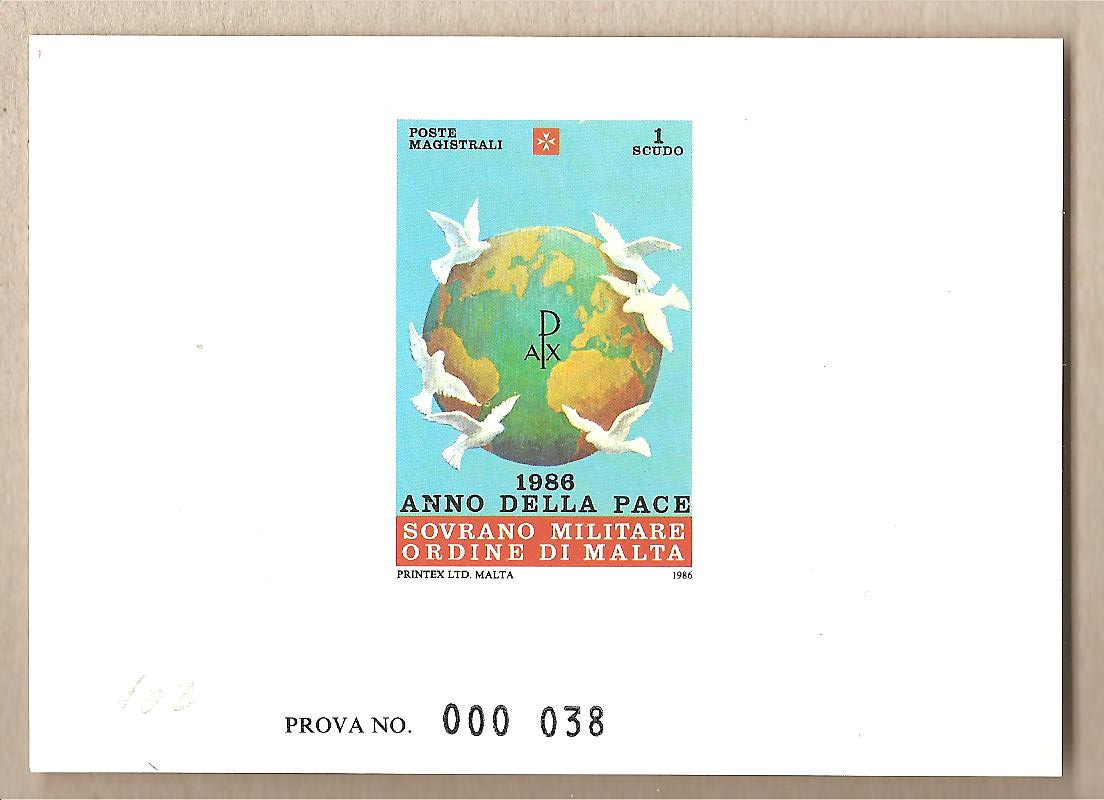 POSTE
MAGISTRALI
1
SCUDO
PAX
1986
ANNO DELLA PACE
SOVRANO MILITARE
ORDINE DI MALTA
PRINTEX LTD. MALTA 1986
102
PROVA NO. 000 038